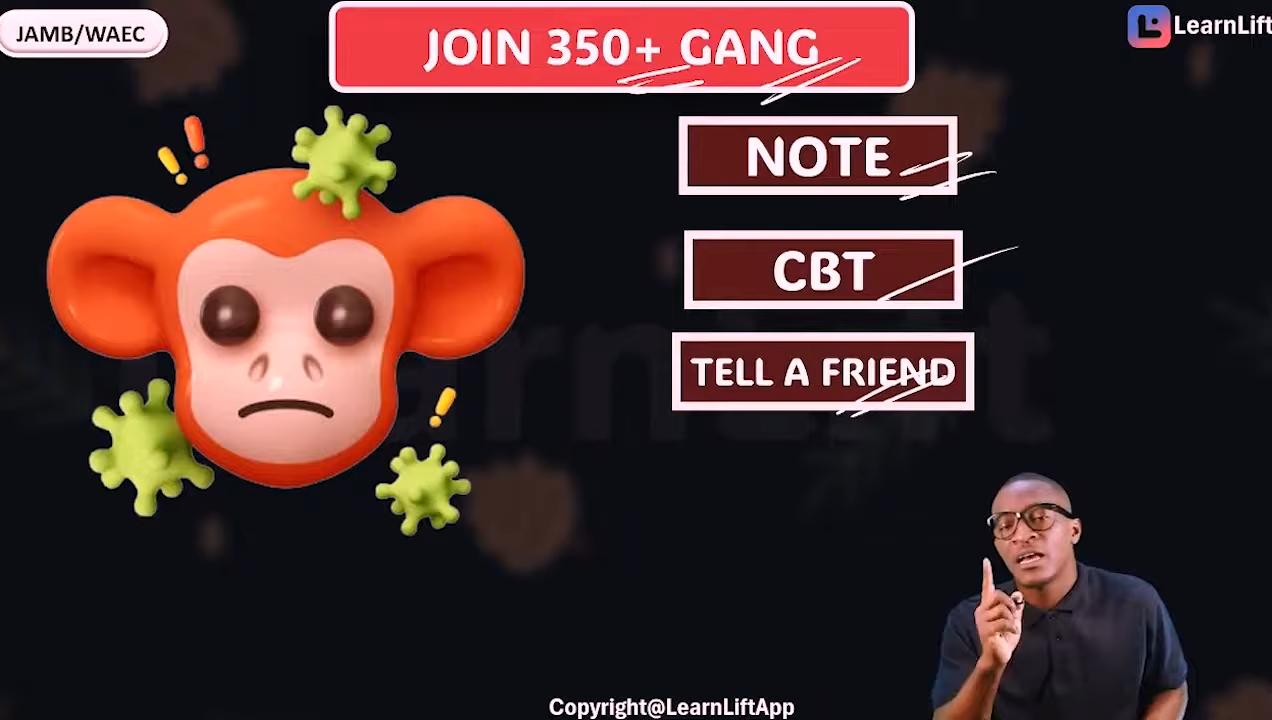 JAMB/WAEC
JOIN 350+ GANG
LearnLift
NOTE
CBT
TELL A FRIEND
Copyright@LearnLiftApp